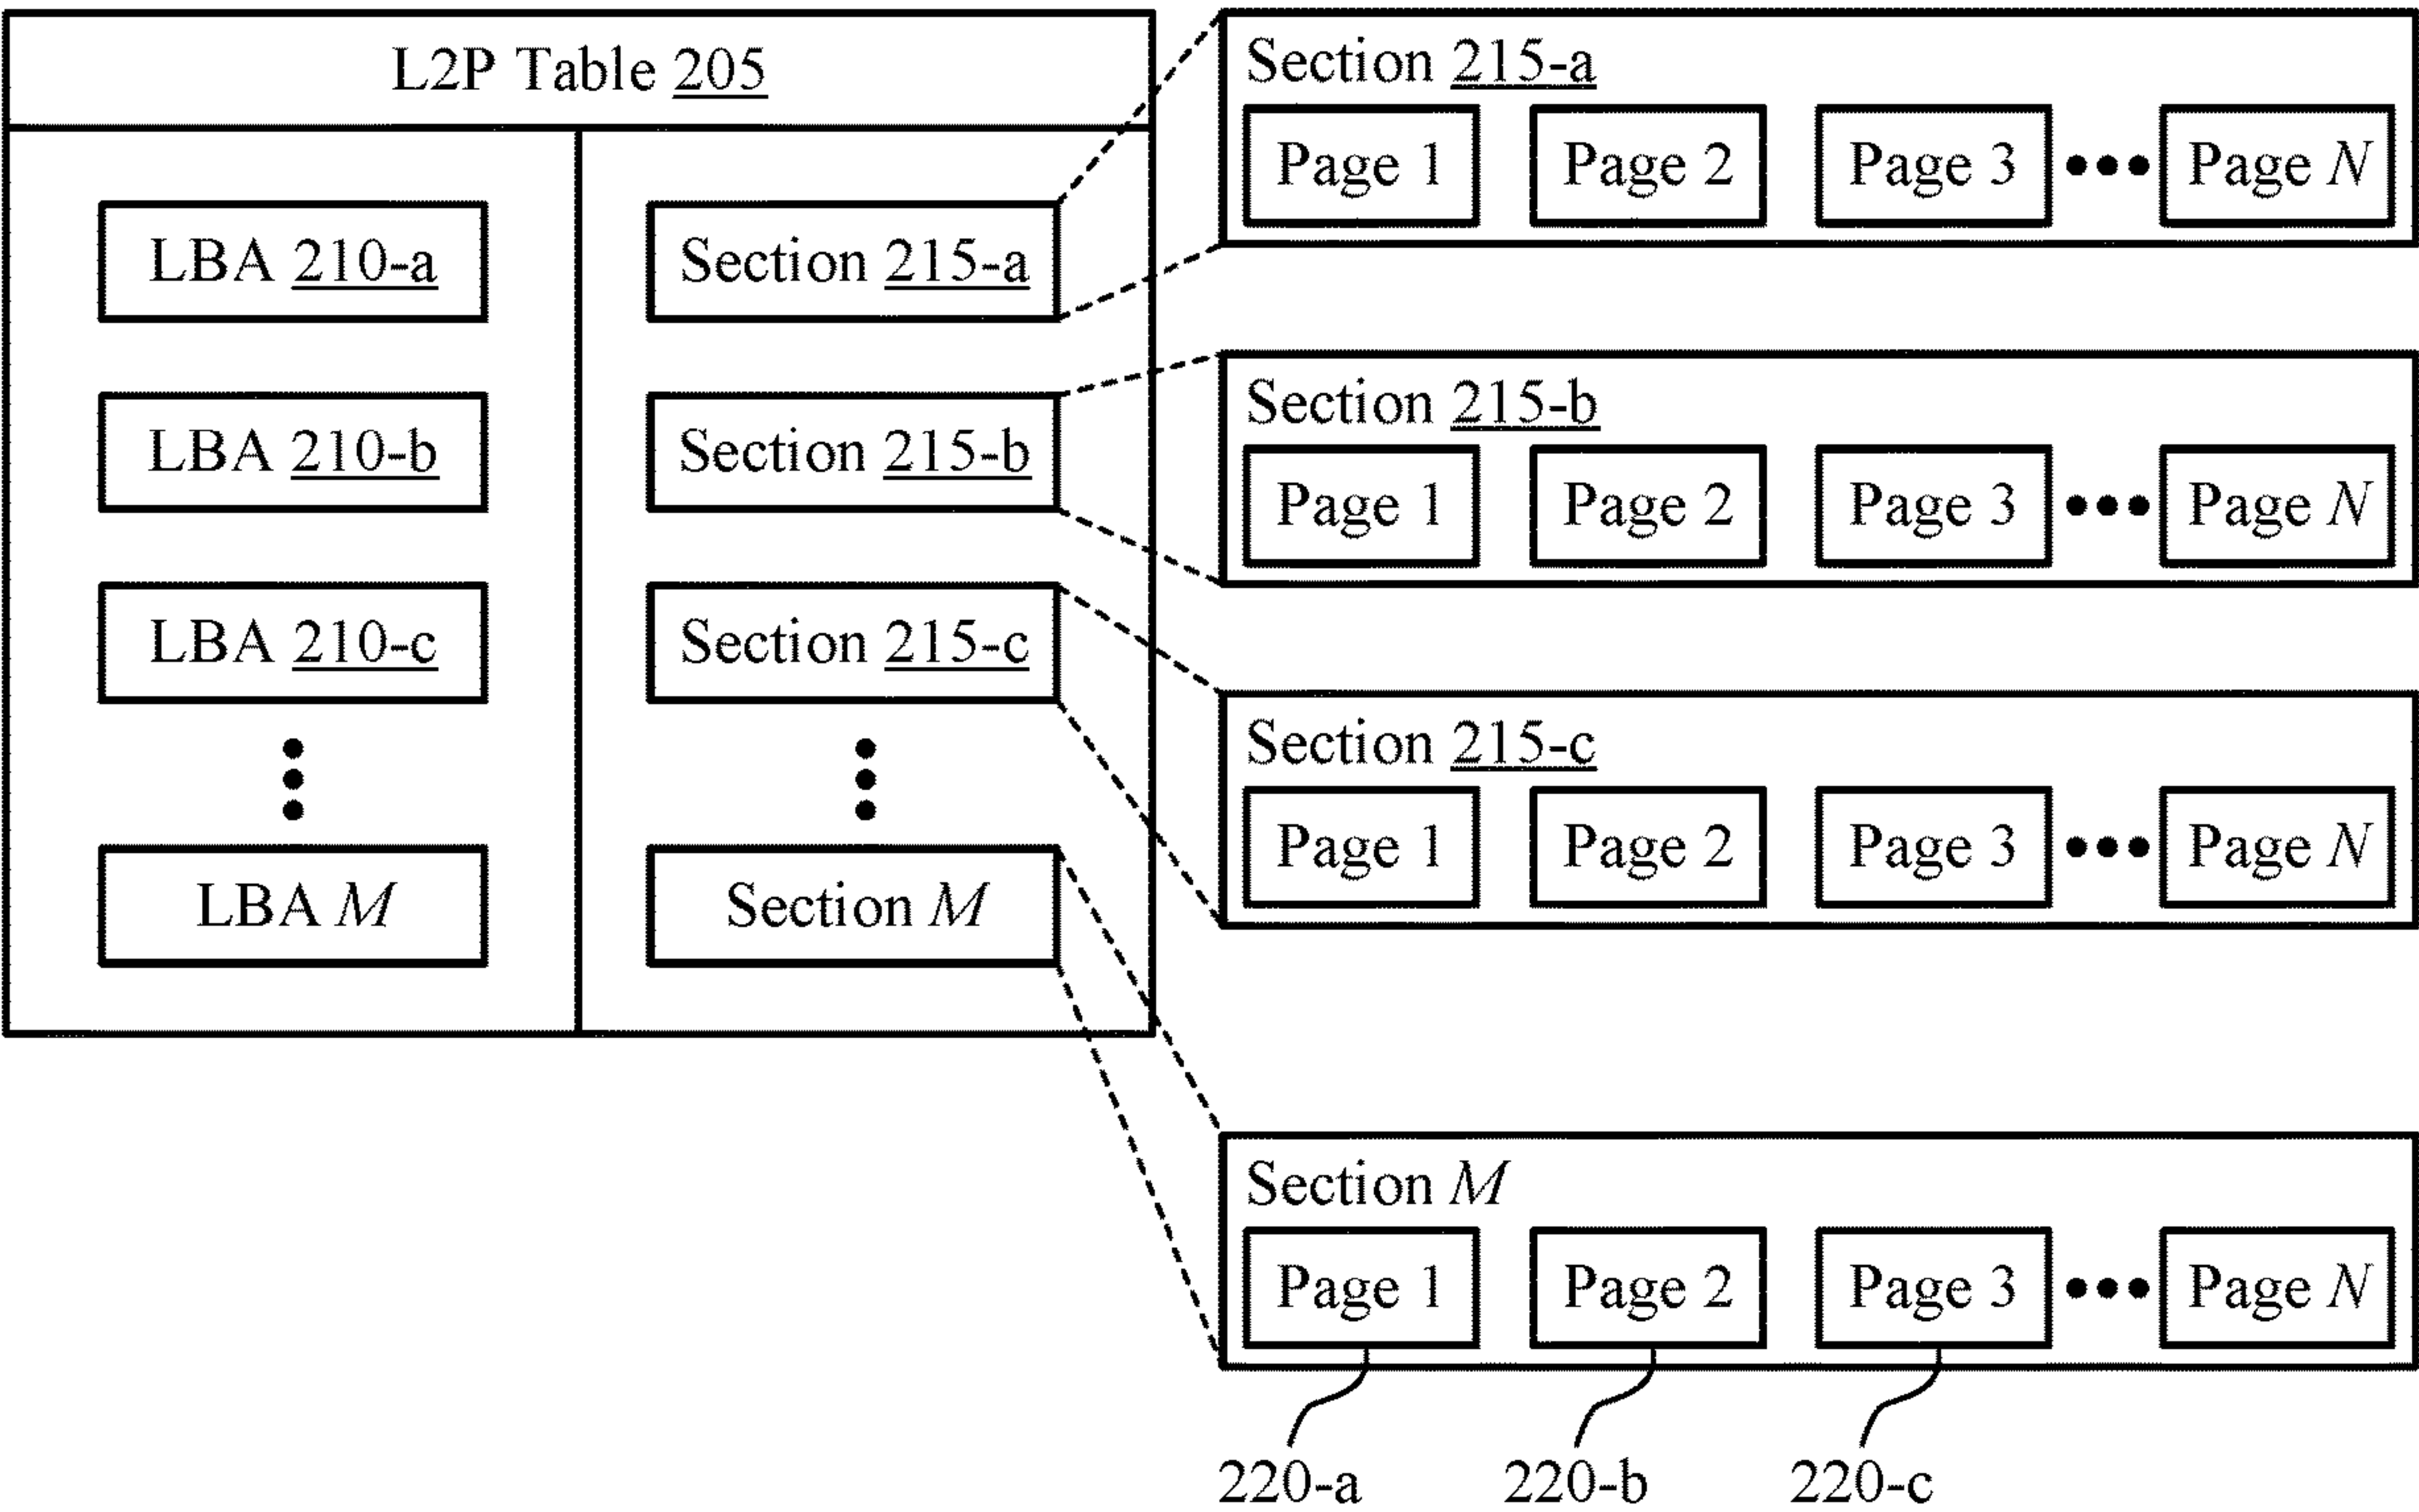 L2P Table 205
LBA 210-a
Section 215-a
LBA 210-b
Section 215-b
LBA 210-c
Section 215-c
LBA M
Section M
Section 215-a
Page 1 Page 2 Page 3 ••• Page N
Section 215-b
Page 1 Page 2 Page 3 ••• Page N
Section 215-c
Page 1 Page 2 Page 3 ••• Page N
Section M
Page 1 Page 2 Page 3 ••• Page N
220-a 220-b 220-c